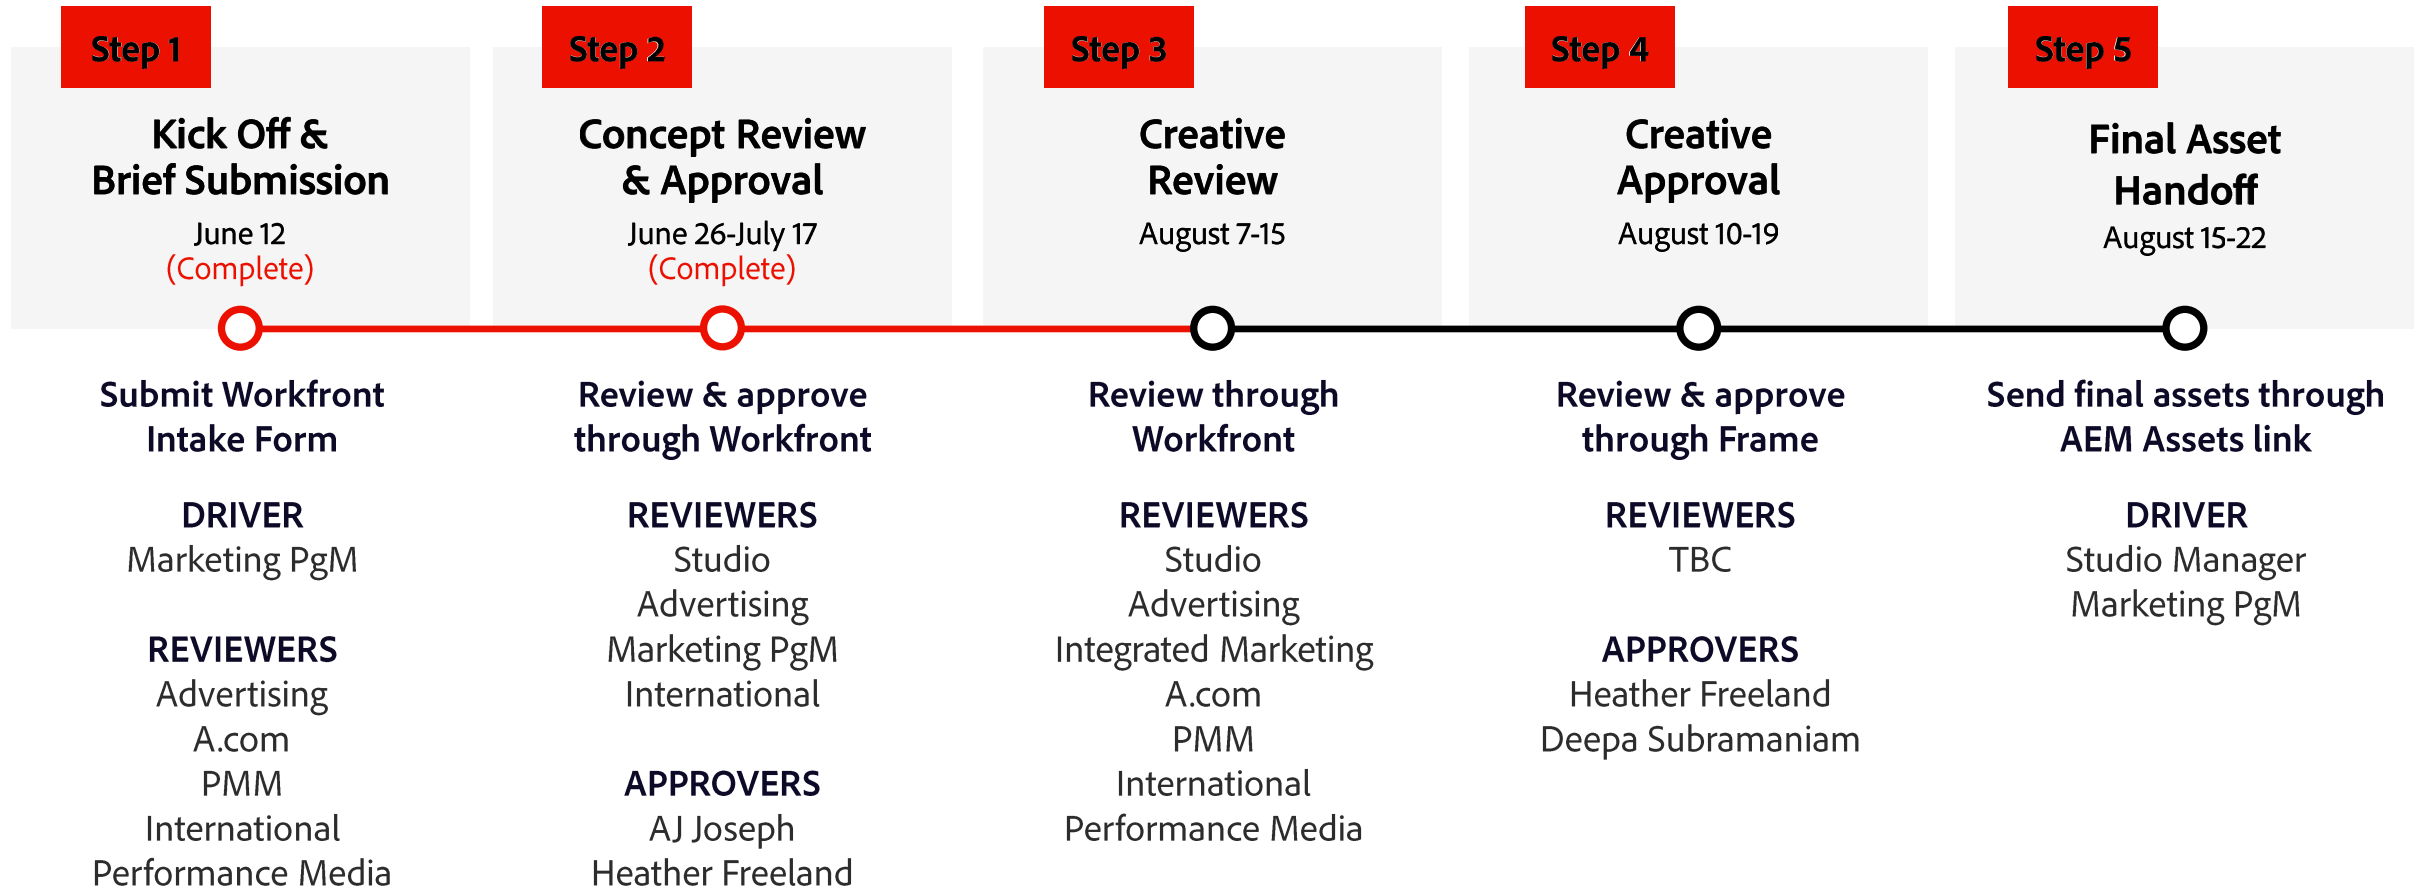 Step 1
Kick Off &
Brief Submission
June 12
(Complete)
Submit Workfront
Intake Form
DRIVER
Marketing PgM
REVIEWERS
Advertising
A.com
PMM
International
Performance Media
Step 2
Concept Review
& Approval
June 26-July 17
(Complete)
Review & approve
through Workfront
REVIEWERS
Studio
Advertising
Marketing PgM
International
APPROVERS
AJ Joseph
Heather Freeland
Step 3
Creative
Review
August 7-15
Review through
Workfront
REVIEWERS
Studio
Advertising
Integrated Marketing
A.com
PMM
International
Performance Media
Step 4
Creative
Approval
August 10-19
Review & approve
through Frame
REVIEWERS
TBC
APPROVERS
Heather Freeland
Deepa Subramaniam
Step 5
Final Asset
Handoff
August 15-22
Send final assets through
AEM Assets link
DRIVER
Studio Manager
Marketing PgM